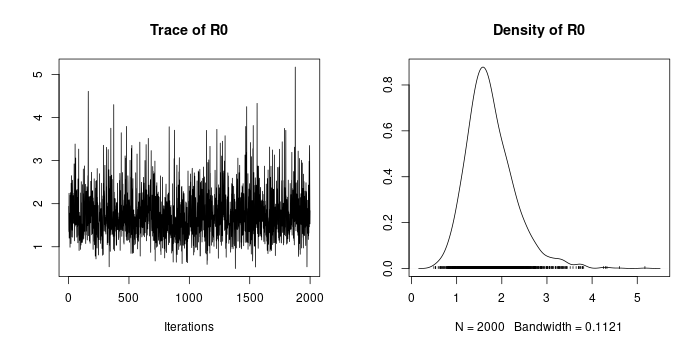 Trace of R0
5
4
3
2
1
0 500 1000 1500 2000
Iterations
Density of R0
0.8
0.6
0.4
0.2
0.0
0 1 2 3 4 5
N = 2000 Bandwidth = 0.1121